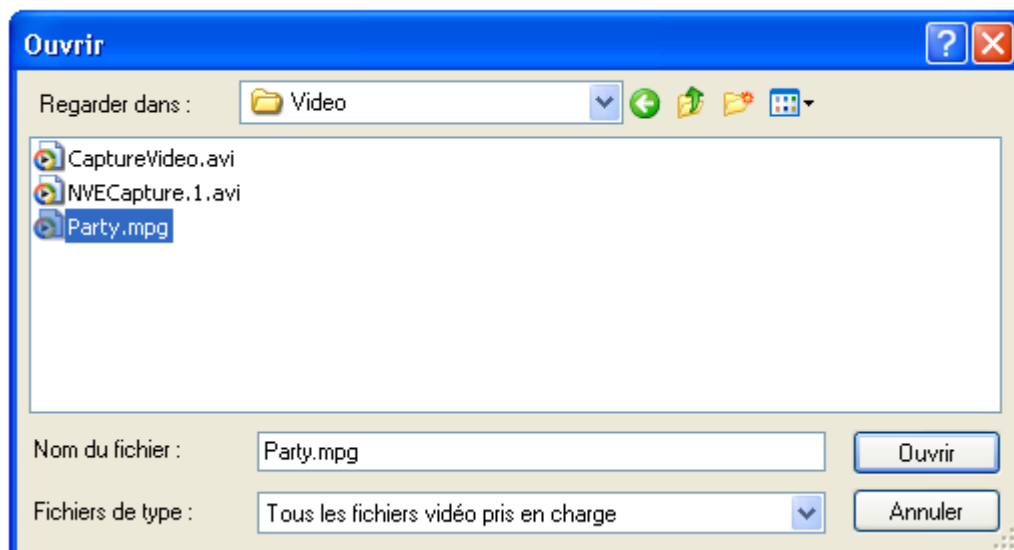 Ouvrir
Regarder dans :
Video
CaptureVideo.avi
NVECapture.1.avi
Party.mpg
Nom du fichier :
Party.mpg
Ouvrir
Fichiers de type :
Tous les fichiers vidéo pris en charge
Annuler